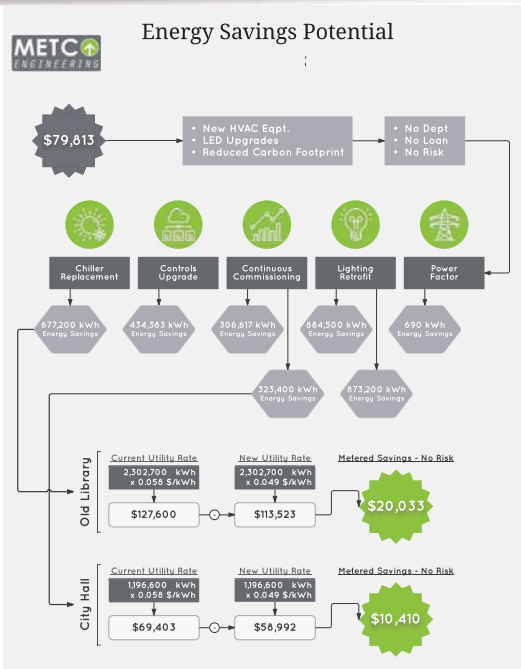 Energy Savings Potential
;
METCO
ENGINEERING
$79,813
• New HVAC Eqpt.
• LED Upgrades
• Reduced Carbon Footprint
• No Dept
• No Loan
• No Risk
Chiller
Replacement
Controls
Upgrade
Continuous
Commissioning
Lighting
Retrofit
Power
Factor
677,200 kWh
Energy Savings
434,383 kWh
Energy Savings
306,617 kWh
Energy Savings
884,500 kWh
Energy Savings
690 kWh
Energy Savings
323,400 kWh
Energy Savings
873,200 kWh
Energy Savings
Old Library
Current Utility Rate
2,302,700 kWh
x 0.058 $/kWh
$127,600
-
New Utility Rate
2,302,700 kWh
x 0.049 $/kWh
$113,523
Metered Savings - No Risk
$20,033
City Hall
Current Utility Rate
1,196,600 kWh
x 0.058 $/kWh
$69,403
-
New Utility Rate
1,196,600 kWh
x 0.049 $/kWh
$58,992
Metered Savings - No Risk
$10,410